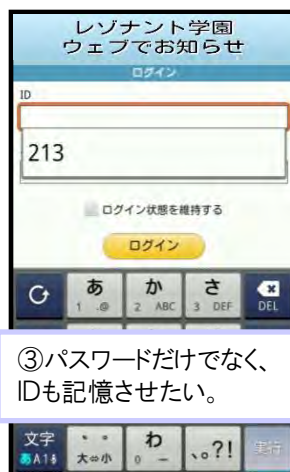 レゾナント学園
ウェブでお知らせ
ログイン
ID
213
ログイン状態を維持する
ログイン
あ か さ
1 .@ 2 ABC 3 DEF DEL
③パスワードだけでなく、
IDも記憶させたい。
文字 わ 、。?! 実行
あA1 大⇔小 0 ー